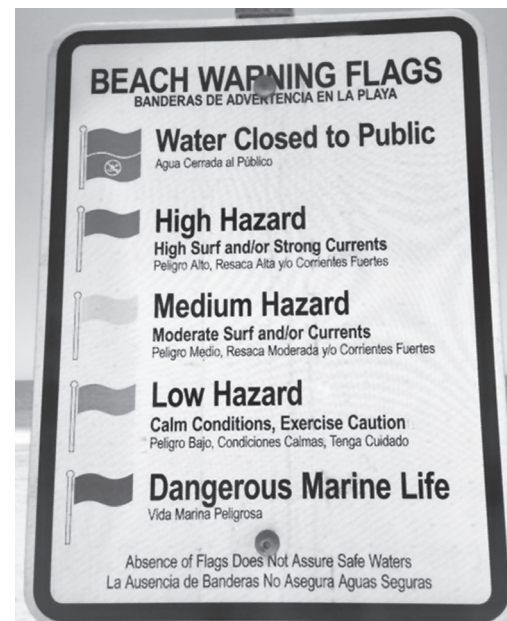 BEACH WARNING FLAGS
BANDERAS DE ADVERTENCIA EN LA PLAYA
Water Closed to Public
Agua Cerrada al Público
High Hazard
High Surf and/or Strong Currents
Peligro Alto, Resaca Alta y/o Corrientes Fuertes
Medium Hazard
Moderate Surf and/or Currents
Peligro Medio, Resaca Moderada y/o Corrientes Fuertes
Low Hazard
Calm Conditions, Exercise Caution
Peligro Bajo, Condiciones Calmas, Tenga Cuidado
Dangerous Marine Life
Vida Marina Peligrosa
Absence of Flags Does Not Assure Safe Waters
La Ausencia de Banderas No Asegura Aguas Seguras